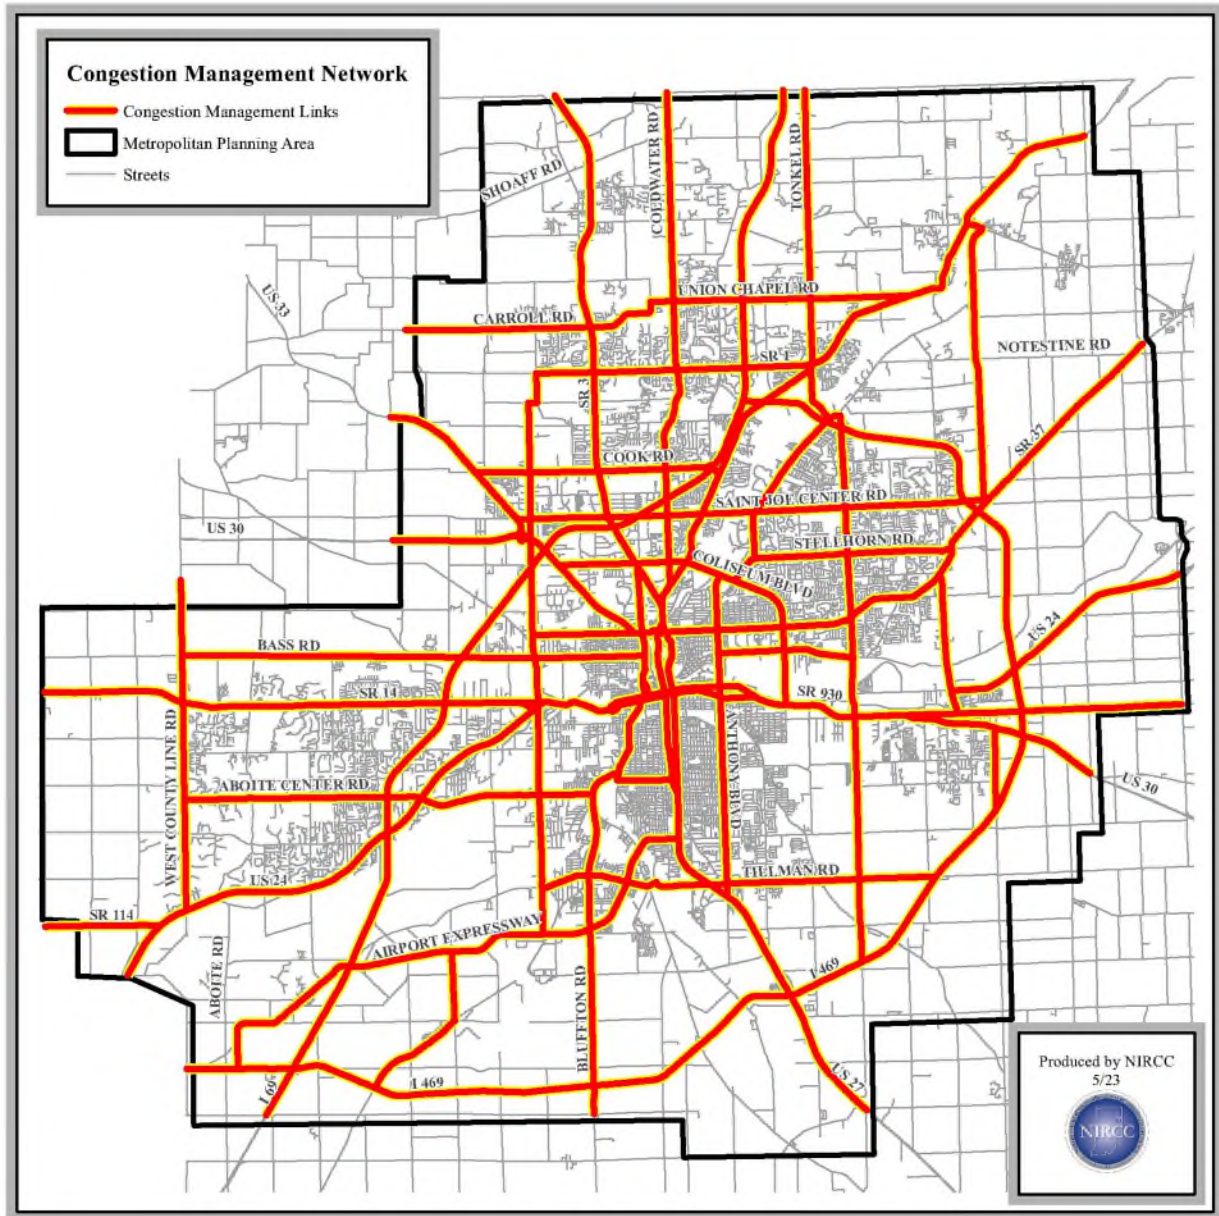 Congestion Management Network
Congestion Management Links
Metropolitan Planning Area
Streets
SHOAFF RD
COLDWATER RD
TONKEL RD
US 33
UNION CHAPEL RD
CARROLL RD
NOTESTINE RD
SR 1
SR 3
SR 37
COOK RD
SAINT JOE CENTER RD
US 30
STELLHORN RD
COLISEUM BLVD
US 24
BASS RD
SR 14
SR 930
WEST COUNTY LINE RD
ANTHONY BLVD
ABOITE CENTER RD
US 30
US 24
TILLMAN RD
SR 114
AIRPORT EXPRESSWAY
ABOITE RD
I 469
BLUFFTON RD
I 69
I 469
US 27
Produced by NIRCC
5/23
NIRCC